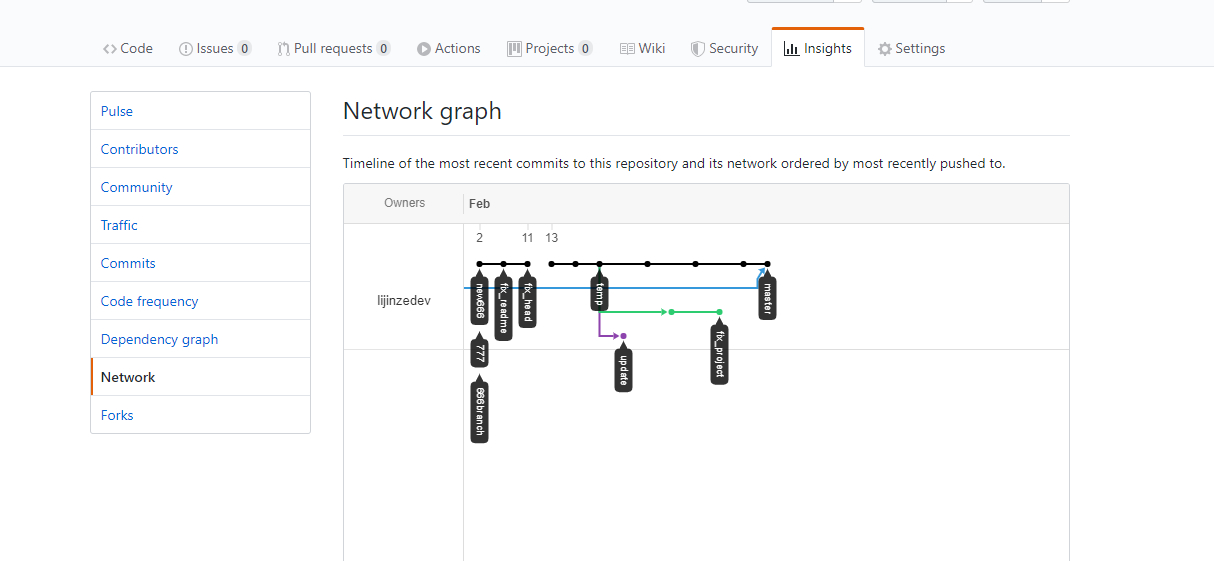 Code Issues 0 Pull requests 0 Actions Projects 0 Wiki Security Insights Settings
Pulse
Contributors
Community
Traffic
Commits
Code frequency
Dependency graph
Network
Forks
Network graph
Timeline of the most recent commits to this repository and its network ordered by most recently pushed to.
Owners Feb
2 11 13
lijinzedev
new666
fix_readme
fix_head
temp
master
777
fix_project
update
666branch